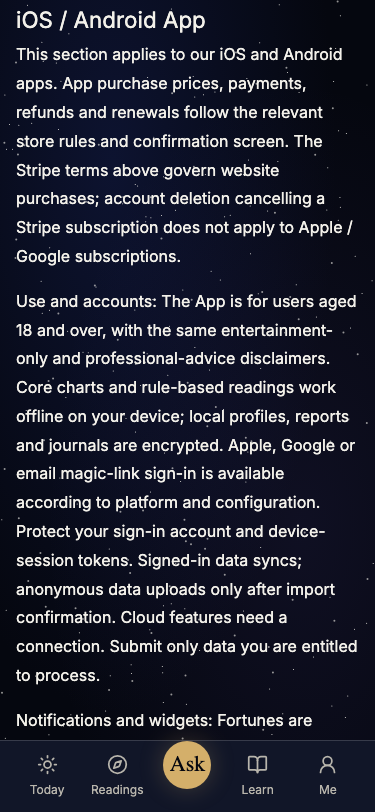 iOS / Android App
This section applies to our iOS and Android
apps. App purchase prices, payments,
refunds and renewals follow the relevant
store rules and confirmation screen. The
Stripe terms above govern website
purchases; account deletion cancelling a
Stripe subscription does not apply to Apple /
Google subscriptions.
Use and accounts: The App is for users aged
18 and over, with the same entertainment-
only and professional-advice disclaimers.
Core charts and rule-based readings work
offline on your device; local profiles, reports
and journals are encrypted. Apple, Google or
email magic-link sign-in is available
according to platform and configuration.
Protect your sign-in account and device-
session tokens. Signed-in data syncs;
anonymous data uploads only after import
confirmation. Cloud features need a
connection. Submit only data you are entitled
to process.
Notifications and widgets: Fortunes are
Today
Readings
Ask
Learn
Me